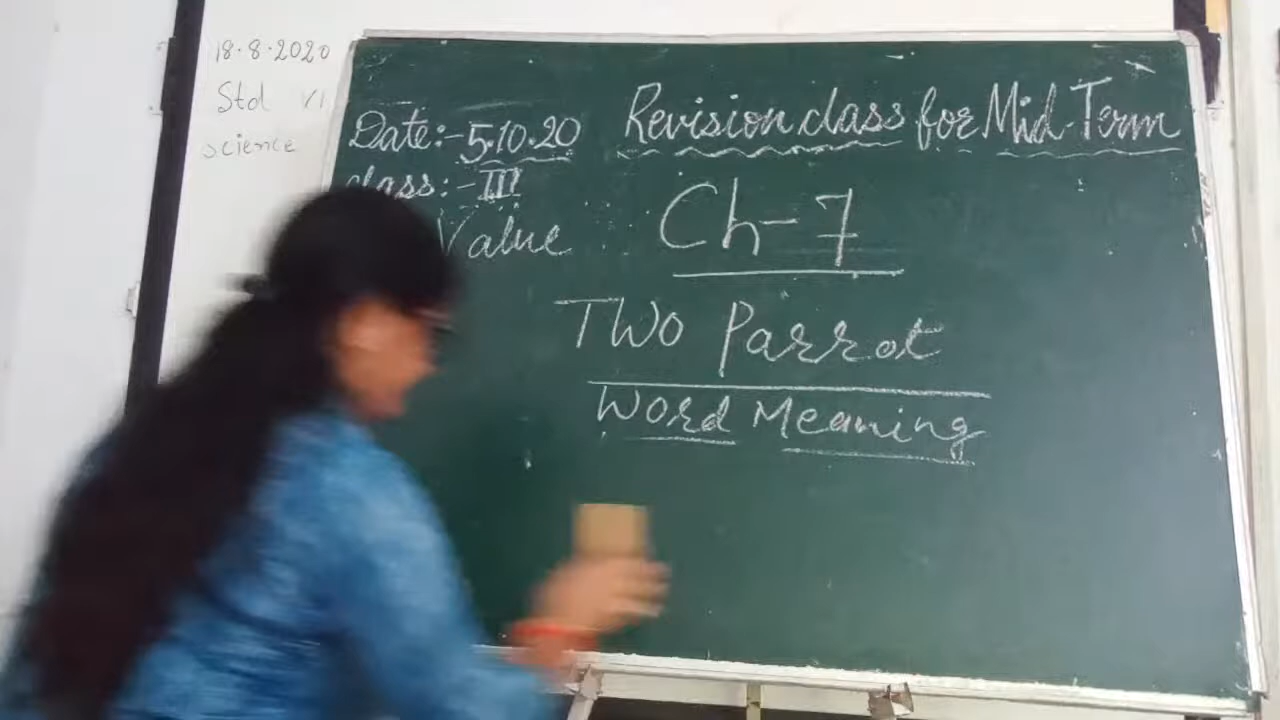 18.8.2020
Std VI
science
Date:-5.10.20
Revision class for Mid-Term
class:-III
Value
Ch-7
Two Parrot
Word Meaning